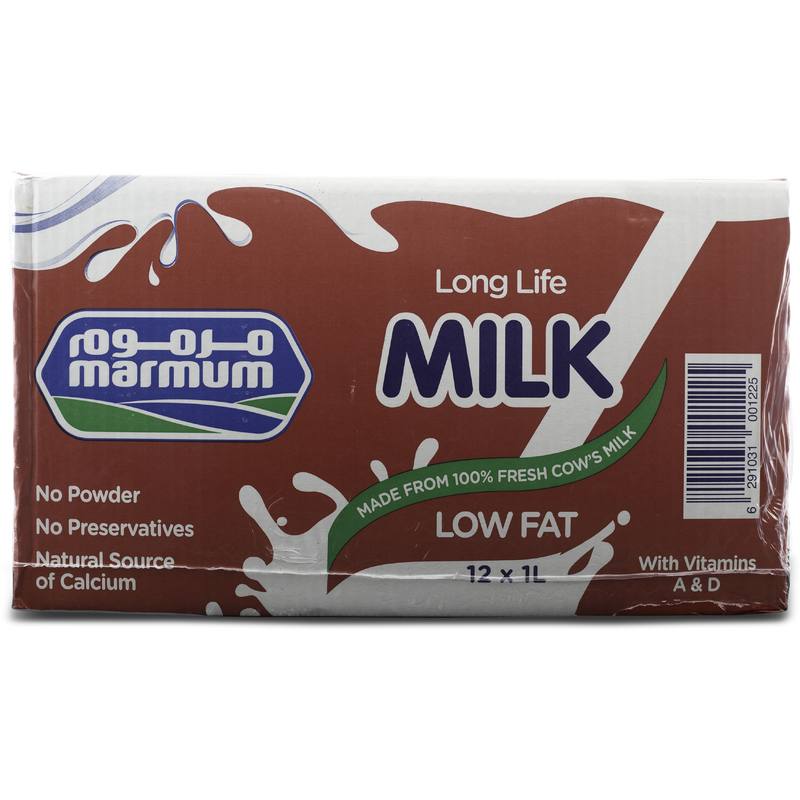 Long Life
MILK
مرموم
marmum
MADE FROM 100% FRESH COW'S MILK
No Powder
No Preservatives
Natural Source
of Calcium
LOW FAT
12 x 1L
With Vitamins
A & D
6 291031 001225